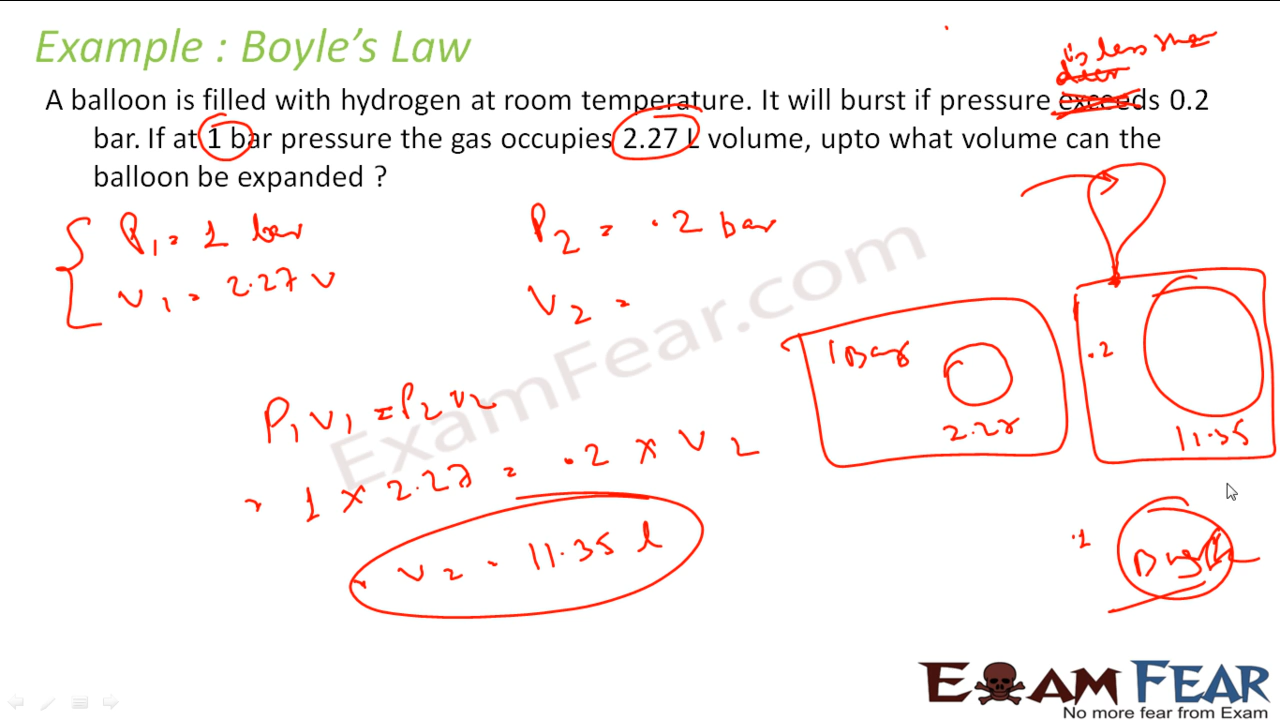 Example : Boyle's Law
is less than
A balloon is filled with hydrogen at room temperature. It will burst if pressure exceeds 0.2
bar. If at 1 bar pressure the gas occupies 2.27 L volume, upto what volume can the
balloon be expanded ?
P1 = 1 bar
P2 = .2 bar
V1 = 2.27 V
V2 =
1 Bar
.2
P1 V1 = P2 V2
2.27
11.35
1 × 2.27 = .2 × V2
V2 = 11.35 l
.1
ExamFear.com
EXAM FEAR
No more fear from Exam